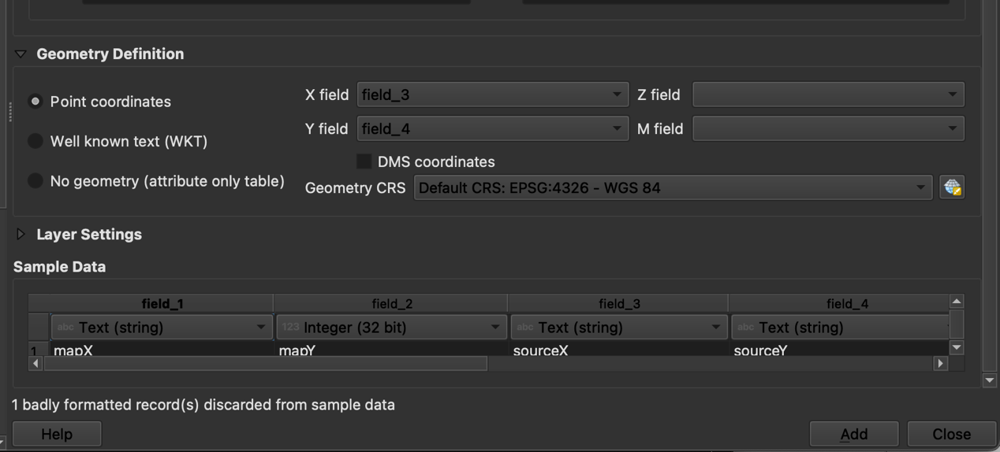 Geometry Definition
Point coordinates
X field field_3 Z field
Well known text (WKT)
Y field field_4 M field
DMS coordinates
No geometry (attribute only table)
Geometry CRS Default CRS: EPSG:4326 - WGS 84
Layer Settings
Sample Data
field_1 field_2 field_3 field_4
abc Text (string) 123 Integer (32 bit) abc Text (string) abc Text (string)
1 mapX mapY sourceX sourceY
1 badly formatted record(s) discarded from sample data
Help Add Close